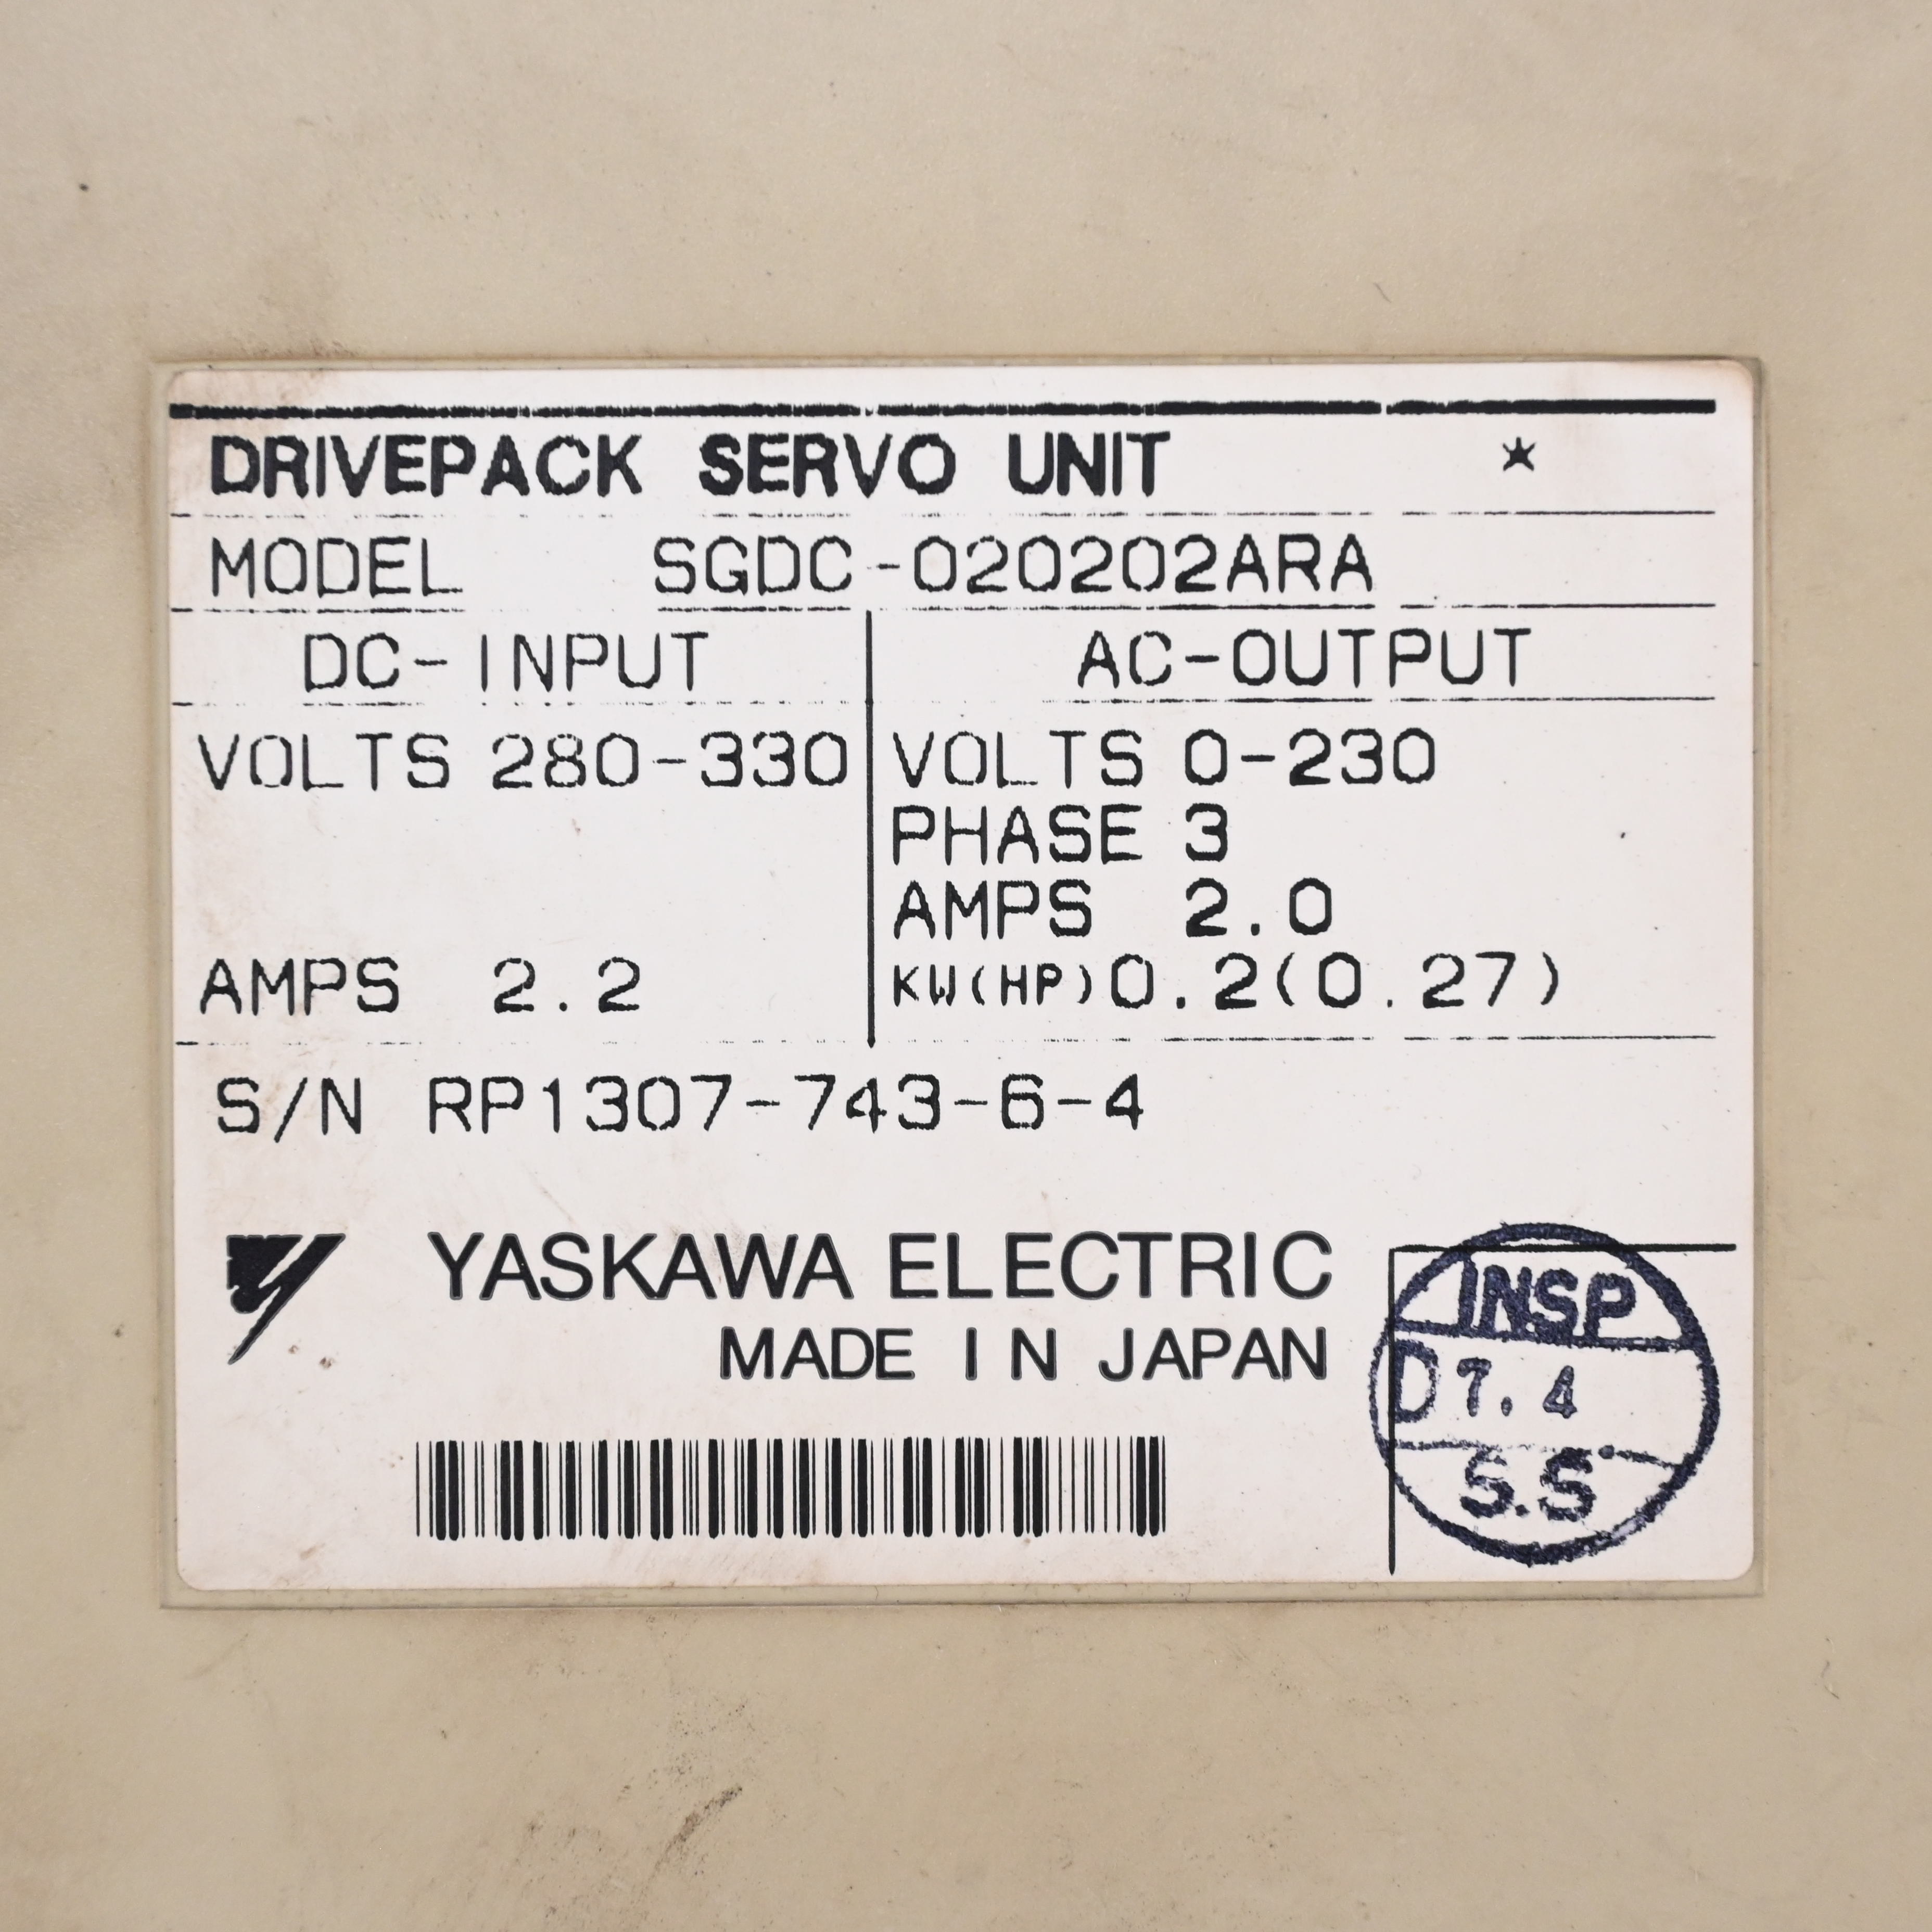 DRIVEPACK SERVO UNIT *
MODEL SGDC-020202ARA
DC-INPUT
VOLTS 280-330
AMPS 2.2
AC-OUTPUT
VOLTS 0-230
PHASE 3
AMPS 2.0
KW(HP)0.2(0.27)
S/N RP1307-743-6-4
YASKAWA ELECTRIC
MADE IN JAPAN
INSP
D7.4
S.S